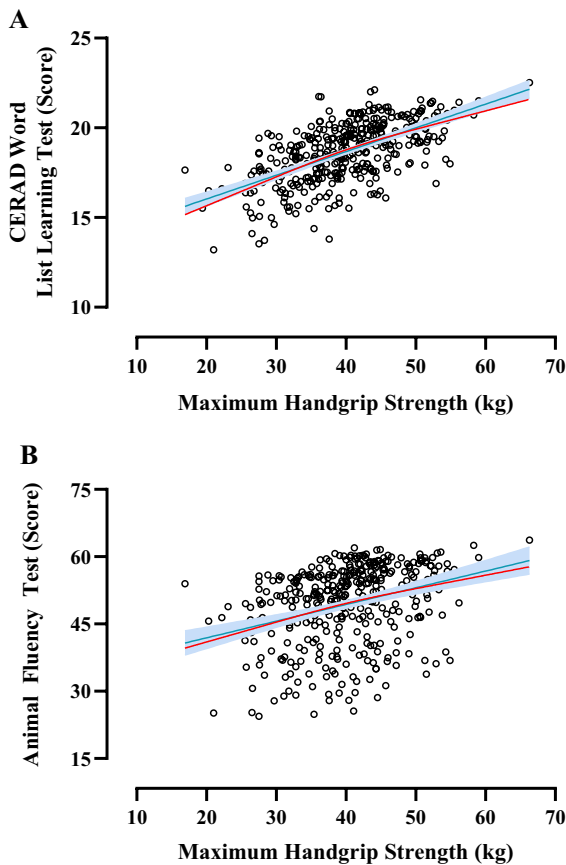 A
CERAD Word
List Learning Test (Score)
25
20
15
10
10 20 30 40 50 60 70
Maximum Handgrip Strength (kg)
B
Animal Fluency Test (Score)
75
60
45
30
15
10 20 30 40 50 60 70
Maximum Handgrip Strength (kg)